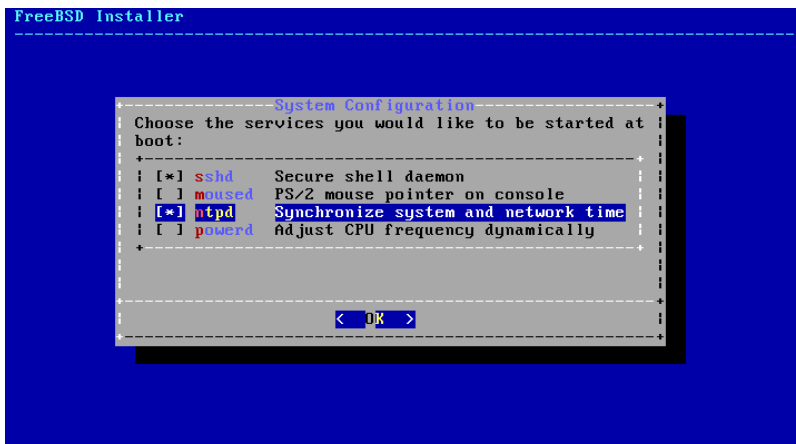 FreeBSD Installer
System Configuration
Choose the services you would like to be started at
boot:
[*] sshd Secure shell daemon
[ ] moused PS/2 mouse pointer on console
[*] ntpd Synchronize system and network time
[ ] powerd Adjust CPU frequency dynamically
< OK >